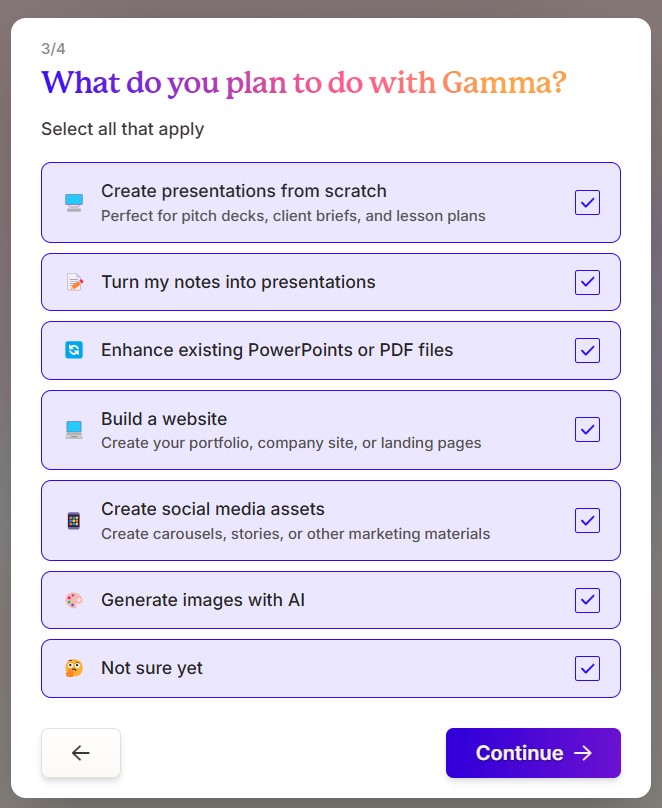 3/4
What do you plan to do with Gamma?
Select all that apply
Create presentations from scratch
Perfect for pitch decks, client briefs, and lesson plans
Turn my notes into presentations
Enhance existing PowerPoints or PDF files
Build a website
Create your portfolio, company site, or landing pages
Create social media assets
Create carousels, stories, or other marketing materials
Generate images with AI
Not sure yet
Continue